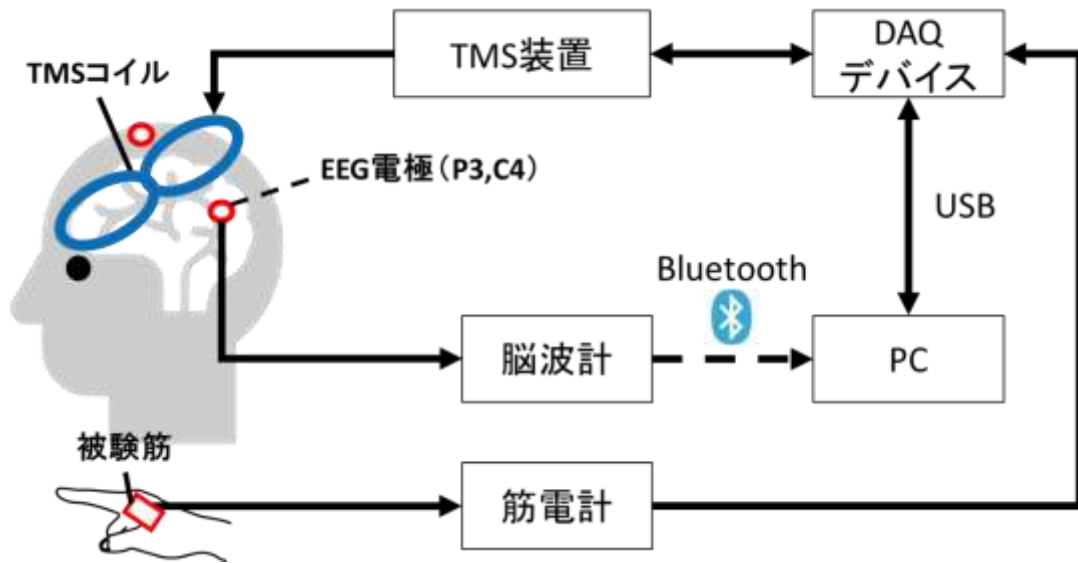 TMS装置
DAQ
デバイス
TMSコイル
EEG電極(P3,C4)
USB
Bluetooth
脳波計
PC
被験筋
筋電計